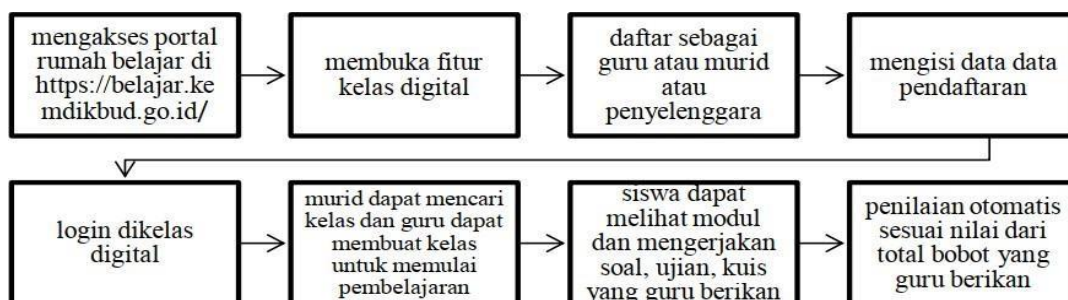 mengakses portal
rumah belajar di
https://belajar.ke
mdikbud.go.id/
membuka fitur
kelas digital
daftar sebagai
guru atau murid
atau
penyelenggara
mengisi data data
pendaftaran
login dikelas
digital
murid dapat mencari
kelas dan guru dapat
membuat kelas
untuk memulai
pembelajaran
siswa dapat
melihat modul
dan mengerjakan
soal, ujian, kuis
yang guru berikan
penilaian otomatis
sesuai nilai dari
total bobot yang
guru berikan